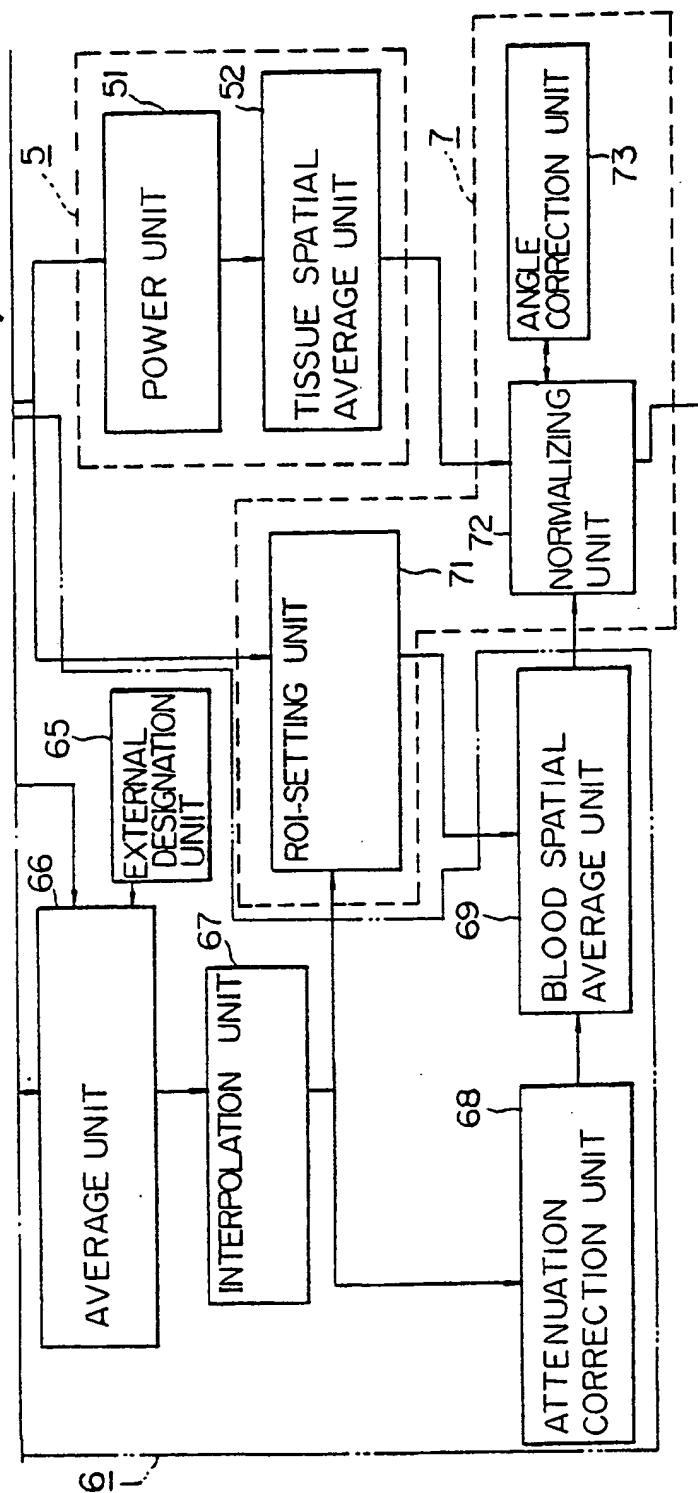 5
51
POWER UNIT
52
TISSUE SPATIAL
AVERAGE UNIT
7
ANGLE
CORRECTION UNIT
73
72
NORMALIZING
UNIT
71
ROI-SETTING UNIT
65
EXTERNAL
DESIGNATION
UNIT
66
AVERAGE UNIT
67
INTERPOLATION UNIT
69
BLOOD SPATIAL
AVERAGE UNIT
68
ATTENUATION
CORRECTION UNIT
6